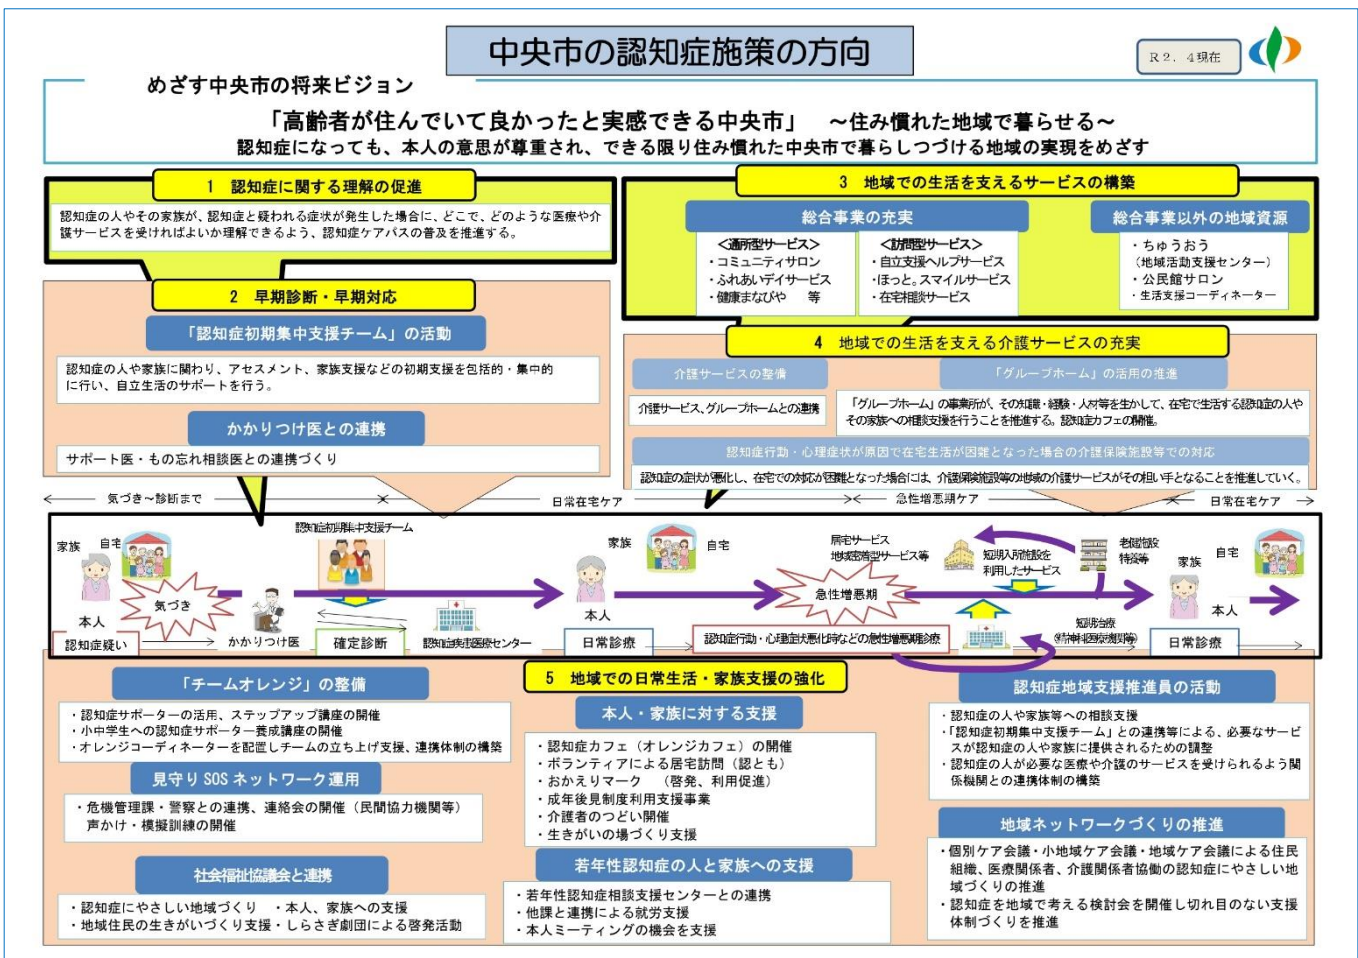 中央市の認知症施策の方向
R2．4現在
めざす中央市の将来ビジョン
「高齢者が住んでいて良かったと実感できる中央市」　～住み慣れた地域で暮らせる～
認知症になっても、本人の意思が尊重され、できる限り住み慣れた中央市で暮らしつづける地域の実現をめざす
1　認知症に関する理解の促進
認知症の人やその家族が、認知症と疑われる症状が発生した場合に、どこで、どのような医療や介
護サービスを受ければよいか理解できるよう、認知症ケアパスの普及を推進する。
2　早期診断・早期対応
「認知症初期集中支援チーム」の活動
認知症の人や家族に関わり、アセスメント、家族支援などの初期支援を包括的・集中的
に行い、自立生活のサポートを行う。
かかりつけ医との連携
サポート医・もの忘れ相談医との連携づくり
3　地域での生活を支えるサービスの構築
総合事業の充実
＜通所型サービス＞
・コミュニティサロン
・ふれあいデイサービス
・健康まなびや　等
＜訪問型サービス＞
・自立支援ヘルプサービス
・ほっと。スマイルサービス
・在宅相談サービス
総合事業以外の地域資源
・ちゅうおう
（地域活動支援センター）
・公民館サロン
・生活支援コーディネーター
4　地域での生活を支える介護サービスの充実
介護サービスの整備
介護サービス、グループホームとの連携
「グループホーム」の活用の推進
「グループホーム」の事業所が、その知識・経験・人材等を生かして、在宅で生活する認知症の人や
その家族への相談支援を行うことを推進する。認知症カフェの開催。
認知症行動・心理症状が原因で在宅生活が困難となった場合の介護保険施設等での対応
認知症の症状が悪化し、在宅での対応が困難となった場合には、介護保険施設等の地域の介護サービスがその担い手となることを推進していく。
気づき～診断まで
日常在宅ケア
急性増悪期ケア
日常在宅ケア
家族
自宅
本人
気づき
認知症疑い
かかりつけ医
認知症初期集中支援チーム
確定診断
認知症疾患医療センター
家族
自宅
本人
日常診療
居宅サービス
地域密着型サービス等
急性増悪期
認知症行動・心理症状悪化時などの急性増悪期診療
短期入所施設を
利用したサービス
老健施設
特養等
短期治療
（精神科医療機関等）
家族
自宅
本人
日常診療
「チームオレンジ」の整備
・認知症サポーターの活用、ステップアップ講座の開催
・小中学生への認知症サポーター養成講座の開催
・オレンジコーディネーターを配置しチームの立ち上げ支援、連携体制の構築
見守りSOSネットワーク運用
・危機管理課・警察との連携、連絡会の開催（民間協力機関等）
声かけ・模擬訓練の開催
社会福祉協議会と連携
・認知症にやさしい地域づくり　・本人、家族への支援
・地域住民の生きがいづくり支援・しらさぎ劇団による啓発活動
5　地域での日常生活・家族支援の強化
本人・家族に対する支援
・認知症カフェ（オレンジカフェ）の開催
・ボランティアによる居宅訪問（認とも）
・おかえりマーク　（啓発、利用促進）
・成年後見制度利用支援事業
・介護者のつどい開催
・生きがいの場づくり支援
若年性認知症の人と家族への支援
・若年性認知症相談支援センターとの連携
・他課と連携による就労支援
・本人ミーティングの機会を支援
認知症地域支援推進員の活動
・認知症の人や家族等への相談支援
・「認知症初期集中支援チーム」との連携等による、必要なサービ
スが認知症の人や家族に提供されるための調整
・認知症の人が必要な医療や介護のサービスを受けられるよう関
係機関との連携体制の構築
地域ネットワークづくりの推進
・個別ケア会議・小地域ケア会議・地域ケア会議による住民
組織、医療関係者、介護関係者協働の認知症にやさしい地
域づくりの推進
・認知症を地域で考える検討会を開催し切れ目のない支援
体制づくりを推進